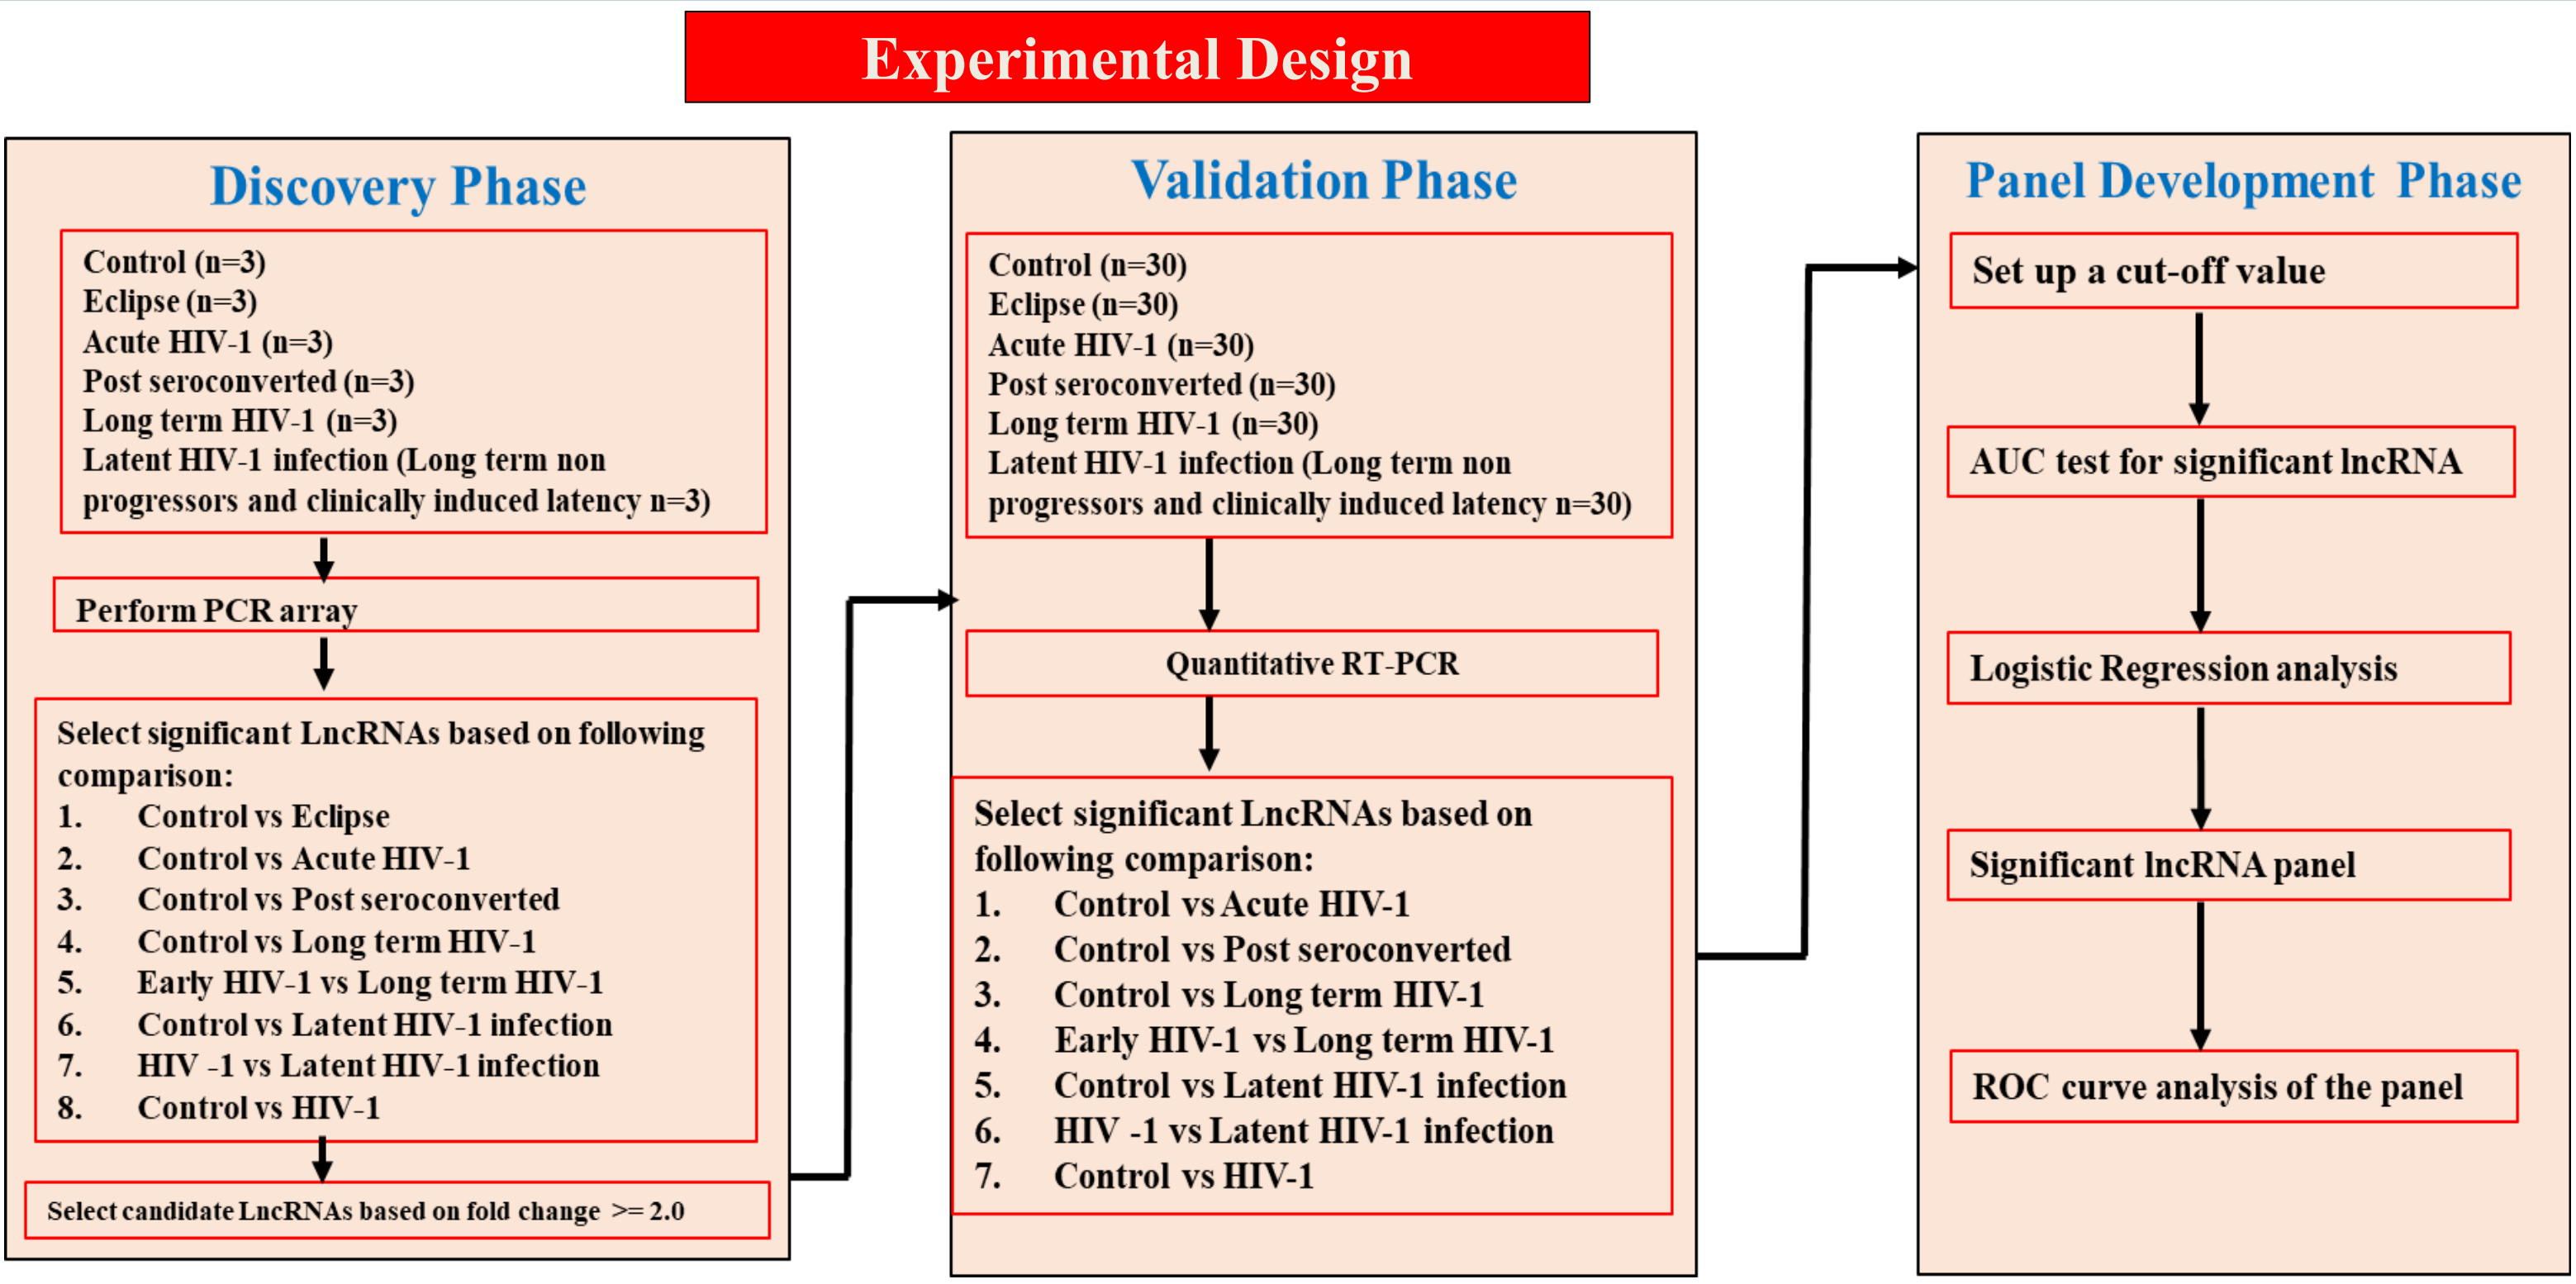 Experimental Design
Discovery Phase
Control (n=3)
Eclipse (n=3)
Acute HIV-1 (n=3)
Post seroconverted (n=3)
Long term HIV-1 (n=3)
Latent HIV-1 infection (Long term non
progressors and clinically induced latency n=3)
Perform PCR array
Select significant LncRNAs based on following
comparison:
1. Control vs Eclipse
2. Control vs Acute HIV-1
3. Control vs Post seroconverted
4. Control vs Long term HIV-1
5. Early HIV-1 vs Long term HIV-1
6. Control vs Latent HIV-1 infection
7. HIV -1 vs Latent HIV-1 infection
8. Control vs HIV-1
Select candidate LncRNAs based on fold change >= 2.0
Validation Phase
Control (n=30)
Eclipse (n=30)
Acute HIV-1 (n=30)
Post seroconverted (n=30)
Long term HIV-1 (n=30)
Latent HIV-1 infection (Long term non
progressors and clinically induced latency n=30)
Quantitative RT-PCR
Select significant LncRNAs based on
following comparison:
1. Control vs Acute HIV-1
2. Control vs Post seroconverted
3. Control vs Long term HIV-1
4. Early HIV-1 vs Long term HIV-1
5. Control vs Latent HIV-1 infection
6. HIV -1 vs Latent HIV-1 infection
7. Control vs HIV-1
Panel Development Phase
Set up a cut-off value
AUC test for significant lncRNA
Logistic Regression analysis
Significant lncRNA panel
ROC curve analysis of the panel